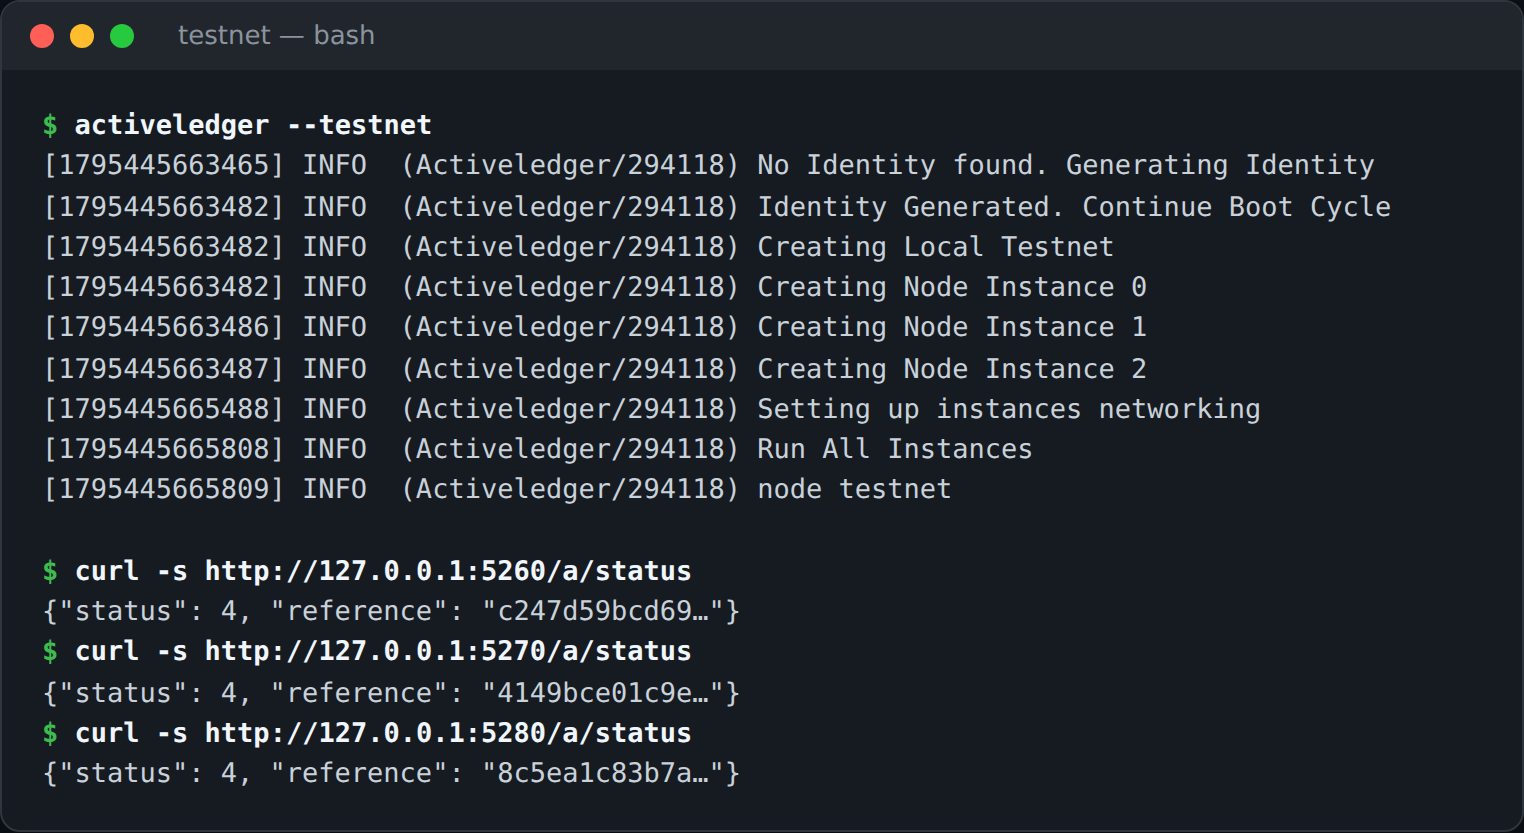 testnet — bash
$ activeledger --testnet
[1795445663465] INFO  (Activeledger/294118) No Identity found. Generating Identity
[1795445663482] INFO  (Activeledger/294118) Identity Generated. Continue Boot Cycle
[1795445663482] INFO  (Activeledger/294118) Creating Local Testnet
[1795445663482] INFO  (Activeledger/294118) Creating Node Instance 0
[1795445663486] INFO  (Activeledger/294118) Creating Node Instance 1
[1795445663487] INFO  (Activeledger/294118) Creating Node Instance 2
[1795445665488] INFO  (Activeledger/294118) Setting up instances networking
[1795445665808] INFO  (Activeledger/294118) Run All Instances
[1795445665809] INFO  (Activeledger/294118) node testnet
$ curl -s http://127.0.0.1:5260/a/status
{"status": 4, "reference": "c247d59bcd69…"}
$ curl -s http://127.0.0.1:5270/a/status
{"status": 4, "reference": "4149bce01c9e…"}
$ curl -s http://127.0.0.1:5280/a/status
{"status": 4, "reference": "8c5ea1c83b7a…"}